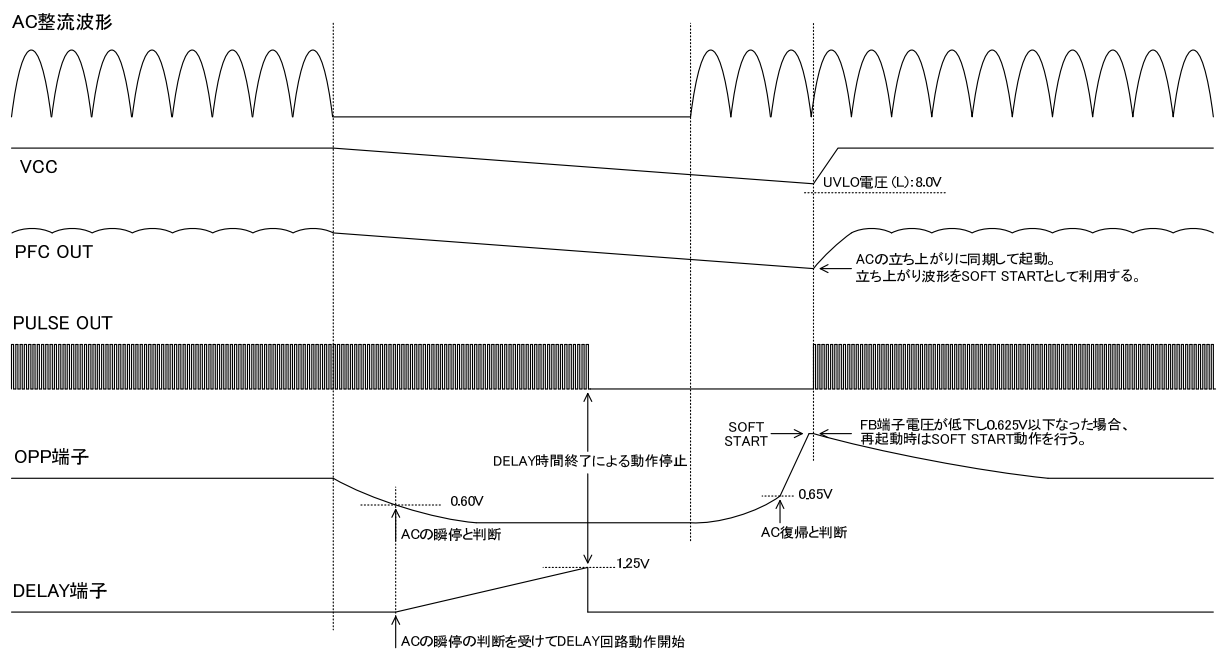 AC整流波形
VCC
UVLO電圧(L):8.0V
PFC OUT
ACの立ち上がりに同期して起動。
立ち上がり波形をSOFT STARTとして利用する。
PULSE OUT
SOFT
START
FB端子電圧が低下し0.625V以下なった場合、
再起動時はSOFT START動作を行う。
OPP端子
DELAY時間終了による動作停止
0.60V
0.65V
ACの瞬停と判断
AC復帰と判断
1.25V
DELAY端子
ACの瞬停の判断を受けてDELAY回路動作開始